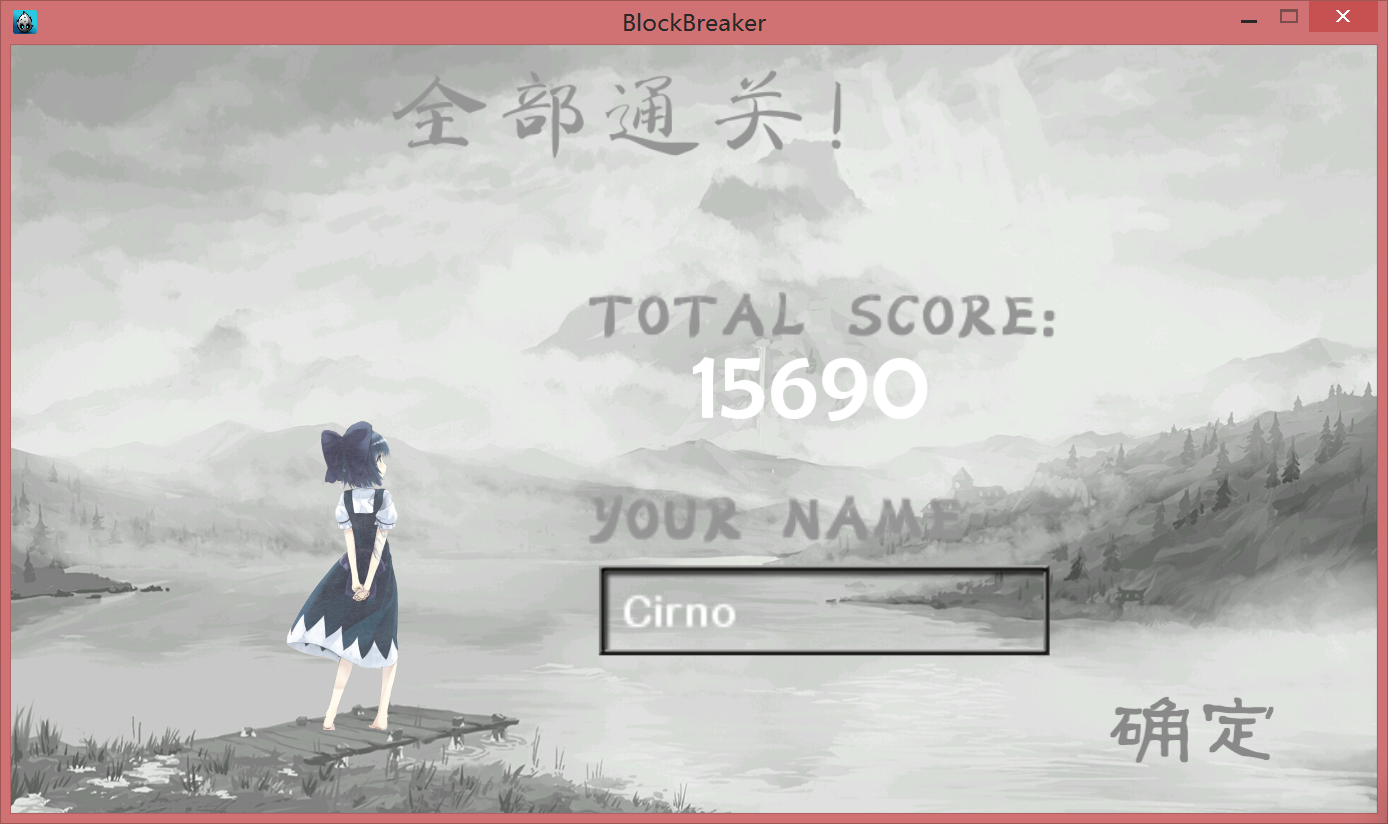 BlockBreaker
全部通关!
TOTAL SCORE:
15690
YOUR NAME
Cirno
确定